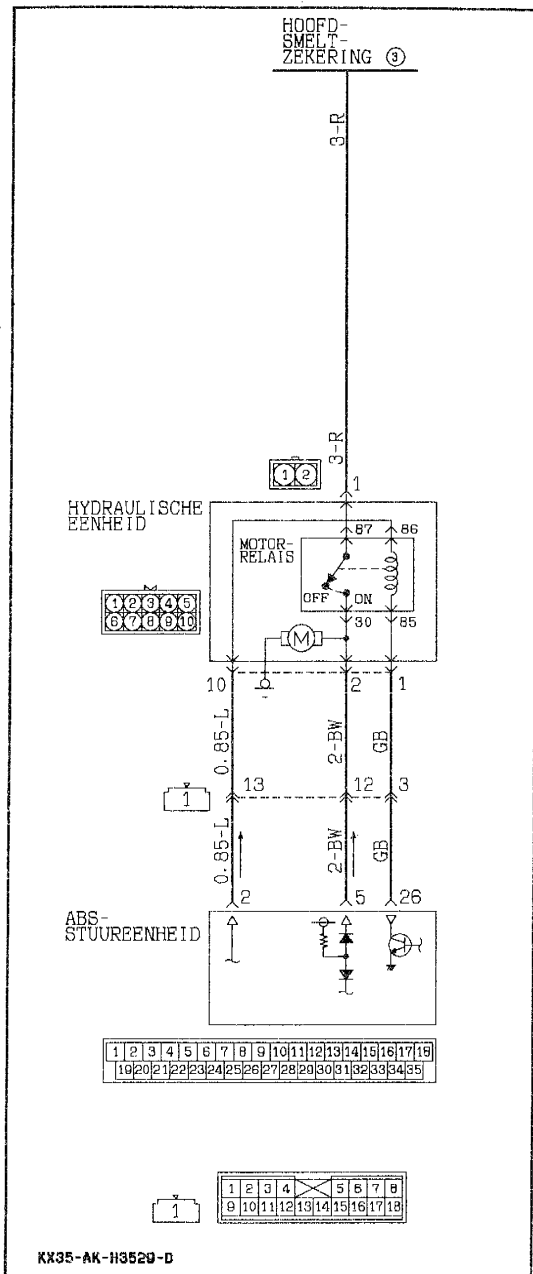 HOOFD-
SMELT-
ZEKERING ③
3-R
3-R
1 2
1
HYDRAULISCHE
EENHEID
MOTOR-
RELAIS
87 86
OFF ON
30 85
1 2 3 4 5
6 7 8 9 10
M
10 2 1
0.85-L 2-BW GB
1
13 12 3
0.85-L 2-BW GB
2 5 26
ABS-
STUUREENHEID
1 2 3 4 5 6 7 8 9 10 11 12 13 14 15 16 17 18
19 20 21 22 23 24 25 26 27 28 29 30 31 32 33 34 35
1
1 2 3 4 5 6 7 8
9 10 11 12 13 14 15 16 17 18
KX35-AK-H3529-D